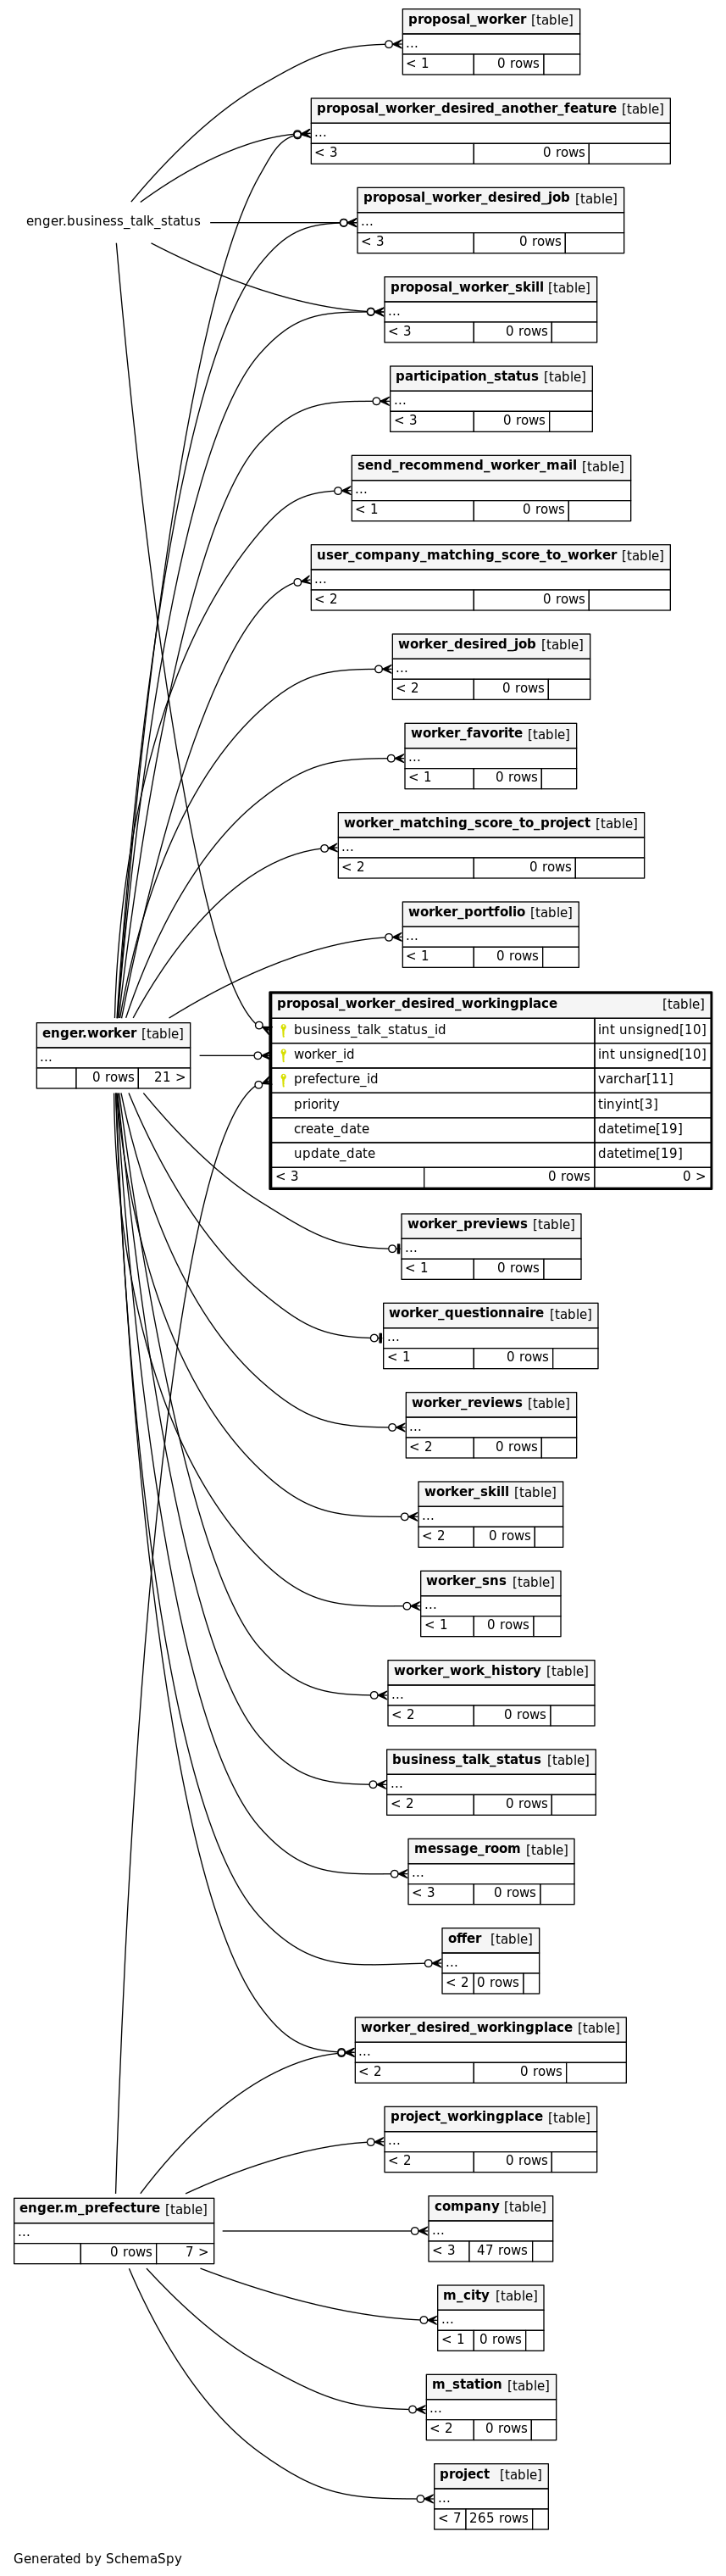 proposal_worker [table]
...
< 1 0 rows
proposal_worker_desired_another_feature [table]
...
< 3 0 rows
enger.business_talk_status
proposal_worker_desired_job [table]
...
< 3 0 rows
proposal_worker_skill [table]
...
< 3 0 rows
participation_status [table]
...
< 3 0 rows
send_recommend_worker_mail [table]
...
< 1 0 rows
user_company_matching_score_to_worker [table]
...
< 2 0 rows
worker_desired_job [table]
...
< 2 0 rows
worker_favorite [table]
...
< 1 0 rows
worker_matching_score_to_project [table]
...
< 2 0 rows
worker_portfolio [table]
...
< 1 0 rows
enger.worker [table]
...
0 rows 21 >
proposal_worker_desired_workingplace [table]
business_talk_status_id int unsigned[10]
worker_id int unsigned[10]
prefecture_id varchar[11]
priority tinyint[3]
create_date datetime[19]
update_date datetime[19]
< 3 0 rows 0 >
worker_previews [table]
...
< 1 0 rows
worker_questionnaire [table]
...
< 1 0 rows
worker_reviews [table]
...
< 2 0 rows
worker_skill [table]
...
< 2 0 rows
worker_sns [table]
...
< 1 0 rows
worker_work_history [table]
...
< 2 0 rows
business_talk_status [table]
...
< 2 0 rows
message_room [table]
...
< 3 0 rows
offer [table]
...
< 2 0 rows
worker_desired_workingplace [table]
...
< 2 0 rows
project_workingplace [table]
...
< 2 0 rows
enger.m_prefecture [table]
...
0 rows 7 >
company [table]
...
< 3 47 rows
m_city [table]
...
< 1 0 rows
m_station [table]
...
< 2 0 rows
project [table]
...
< 7 265 rows
Generated by SchemaSpy